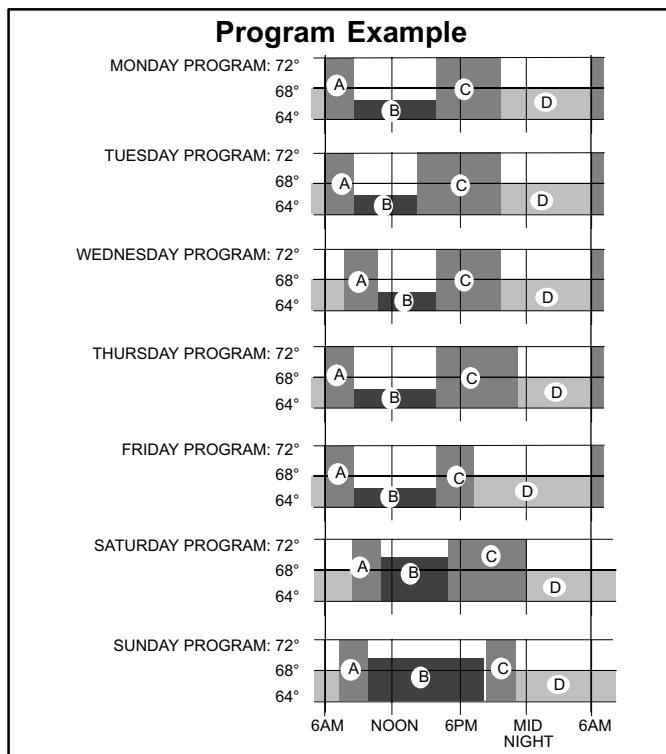 Program Example
MONDAY PROGRAM: 72°
A
C
68°
B
D
64°
TUESDAY PROGRAM: 72°
68°
A
C
B
D
64°
WEDNESDAY PROGRAM: 72°
68°
A
C
B
D
64°
THURSDAY PROGRAM: 72°
A
C
68°
B
D
64°
FRIDAY PROGRAM: 72°
68°
A
C
B
D
64°
SATURDAY PROGRAM: 72°
C
68°
A
B
D
64°
SUNDAY PROGRAM: 72°
68°
A
B
C
D
64°
6AM NOON 6PM MID 6AM
NIGHT